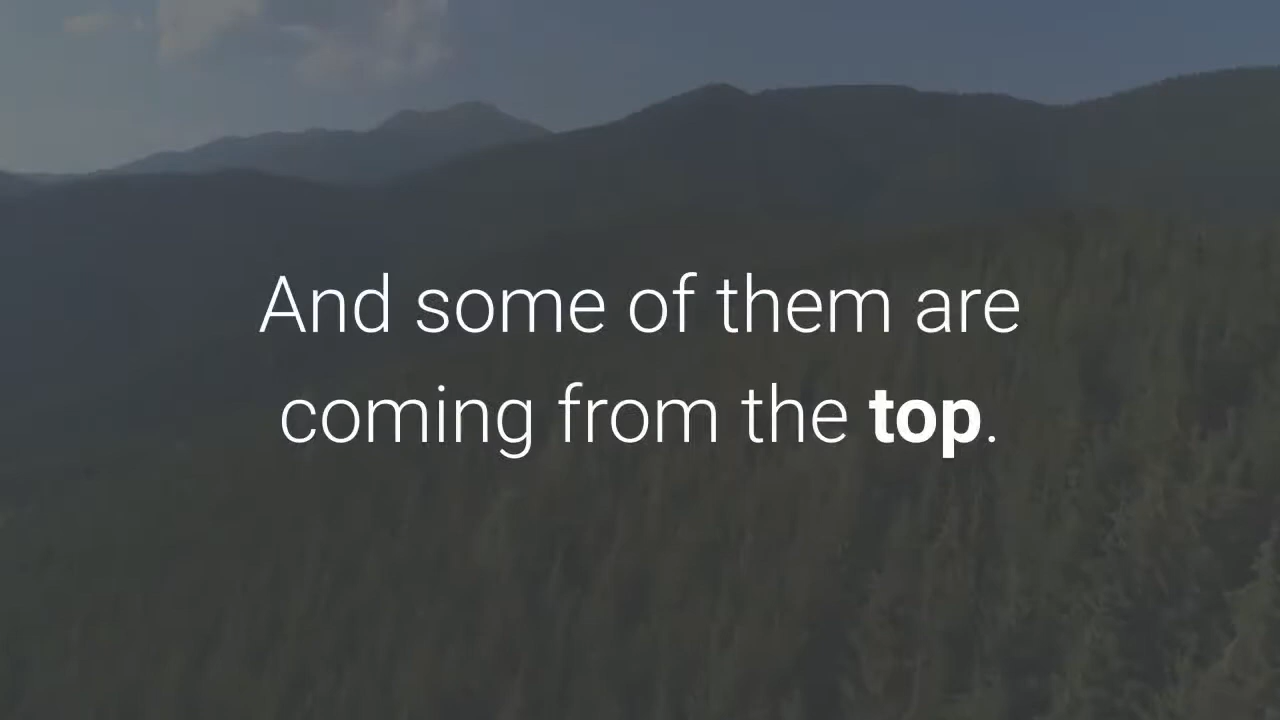 And some of them are
coming from the top.